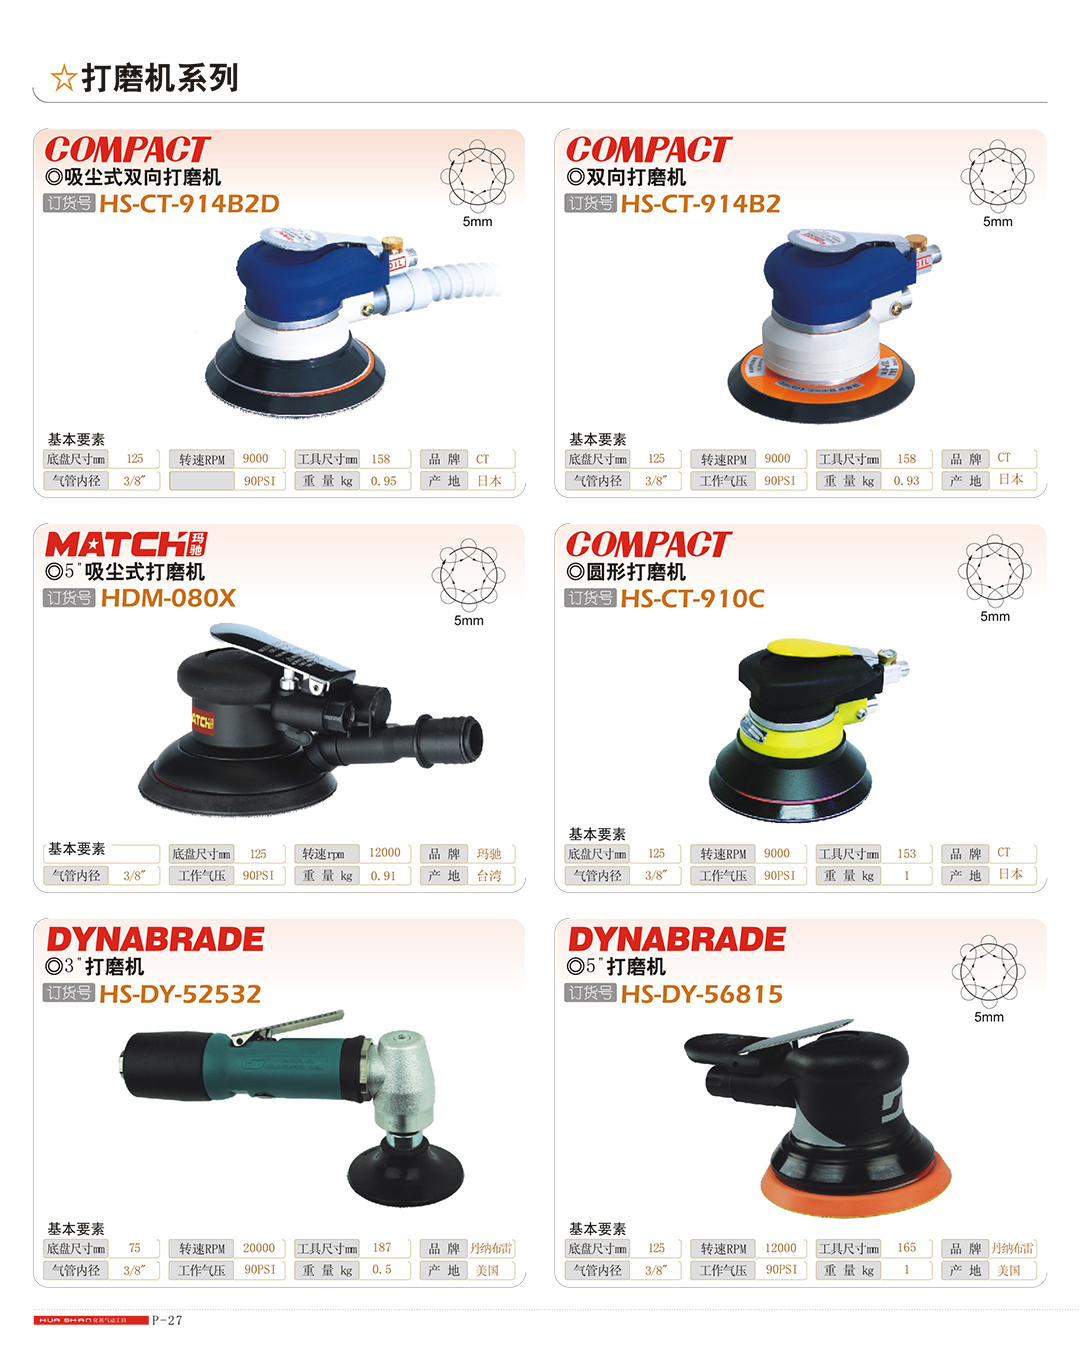 ☆打磨机系列
COMPACT
◎吸尘式双向打磨机
订货号 HS-CT-914B2D
5mm
OIL
基本要素
底盘尺寸mm 125 转速RPM 9000 工具尺寸mm 158 品 牌 CT
气管内径 3/8″ 90PSI 重 量 kg 0.95 产 地 日本
COMPACT
◎双向打磨机
订货号 HS-CT-914B2
5mm
OIL
基本要素
底盘尺寸mm 125 转速RPM 9000 工具尺寸mm 158 品 牌 CT
气管内径 3/8″ 工作气压 90PSI 重 量 kg 0.93 产 地 日本
MATCH 玛驰
◎5"吸尘式打磨机
订货号 HDM-080X
5mm
MATCH
基本要素 底盘尺寸mm 125 转速rpm 12000 品 牌 玛驰
气管内径 3/8″ 工作气压 90PSI 重 量 kg 0.91 产 地 台湾
COMPACT
◎圆形打磨机
订货号 HS-CT-910C
5mm
基本要素
底盘尺寸mm 125 转速RPM 9000 工具尺寸mm 153 品 牌 CT
气管内径 3/8″ 工作气压 90PSI 重 量 kg 1 产 地 日本
DYNABRADE
◎3"打磨机
订货号 HS-DY-52532
基本要素
底盘尺寸mm 75 转速RPM 20000 工具尺寸mm 187 品 牌 丹纳布雷
气管内径 3/8″ 工作气压 90PSI 重 量 kg 0.5 产 地 美国
DYNABRADE
◎5"打磨机
订货号 HS-DY-56815
5mm
基本要素
底盘尺寸mm 125 转速RPM 12000 工具尺寸mm 165 品 牌 丹纳布雷
气管内径 3/8″ 工作气压 90PSI 重 量 kg 1 产 地 美国
HUA SHAN P-27